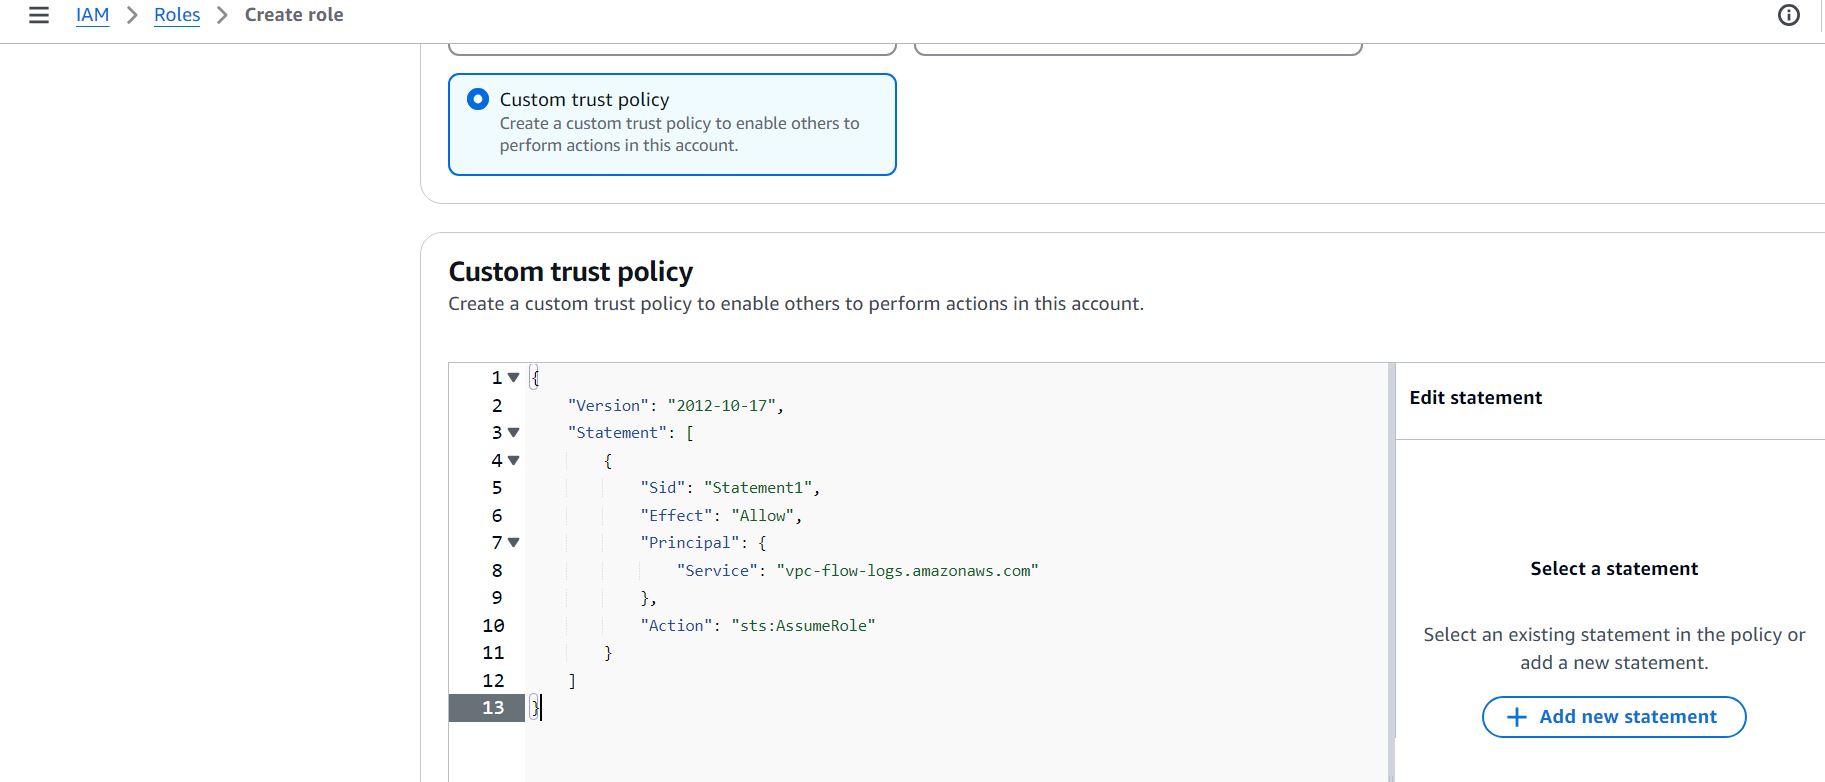 IAM > Roles > Create role
Custom trust policy
Create a custom trust policy to enable others to
perform actions in this account.
Custom trust policy
Create a custom trust policy to enable others to perform actions in this account.
1 {
2 "Version": "2012-10-17",
3 "Statement": [
4 {
5 "Sid": "Statement1",
6 "Effect": "Allow",
7 "Principal": {
8 "Service": "vpc-flow-logs.amazonaws.com"
9 },
10 "Action": "sts:AssumeRole"
11 }
12 ]
13 }
Edit statement
Select a statement
Select an existing statement in the policy or
add a new statement.
+ Add new statement